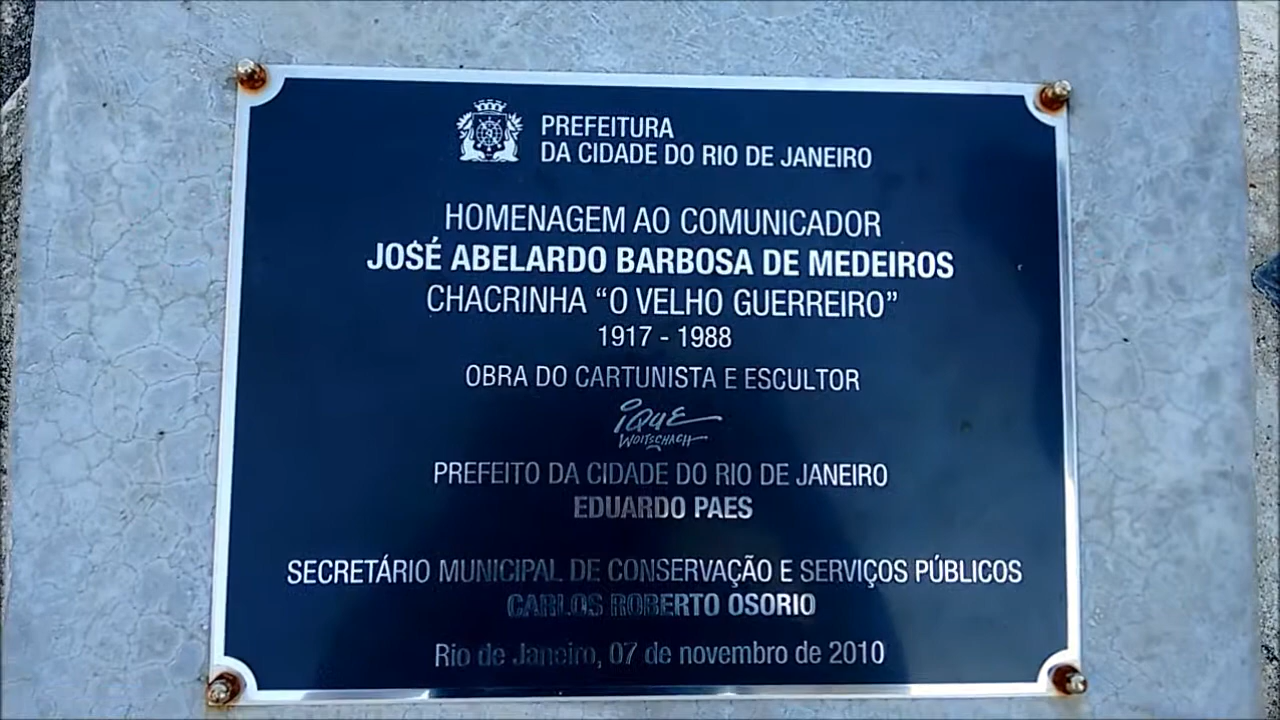 PREFEITURA
DA CIDADE DO RIO DE JANEIRO
HOMENAGEM AO COMUNICADOR
JOSÉ ABELARDO BARBOSA DE MEDEIROS
CHACRINHA “O VELHO GUERREIRO”
1917 - 1988
OBRA DO CARTUNISTA E ESCULTOR
iQUE
WOITSCHACH
PREFEITO DA CIDADE DO RIO DE JANEIRO
EDUARDO PAES
SECRETÁRIO MUNICIPAL DE CONSERVAÇÃO E SERVIÇOS PÚBLICOS
CARLOS ROBERTO OSORIO
Rio de Janeiro, 07 de novembro de 2010